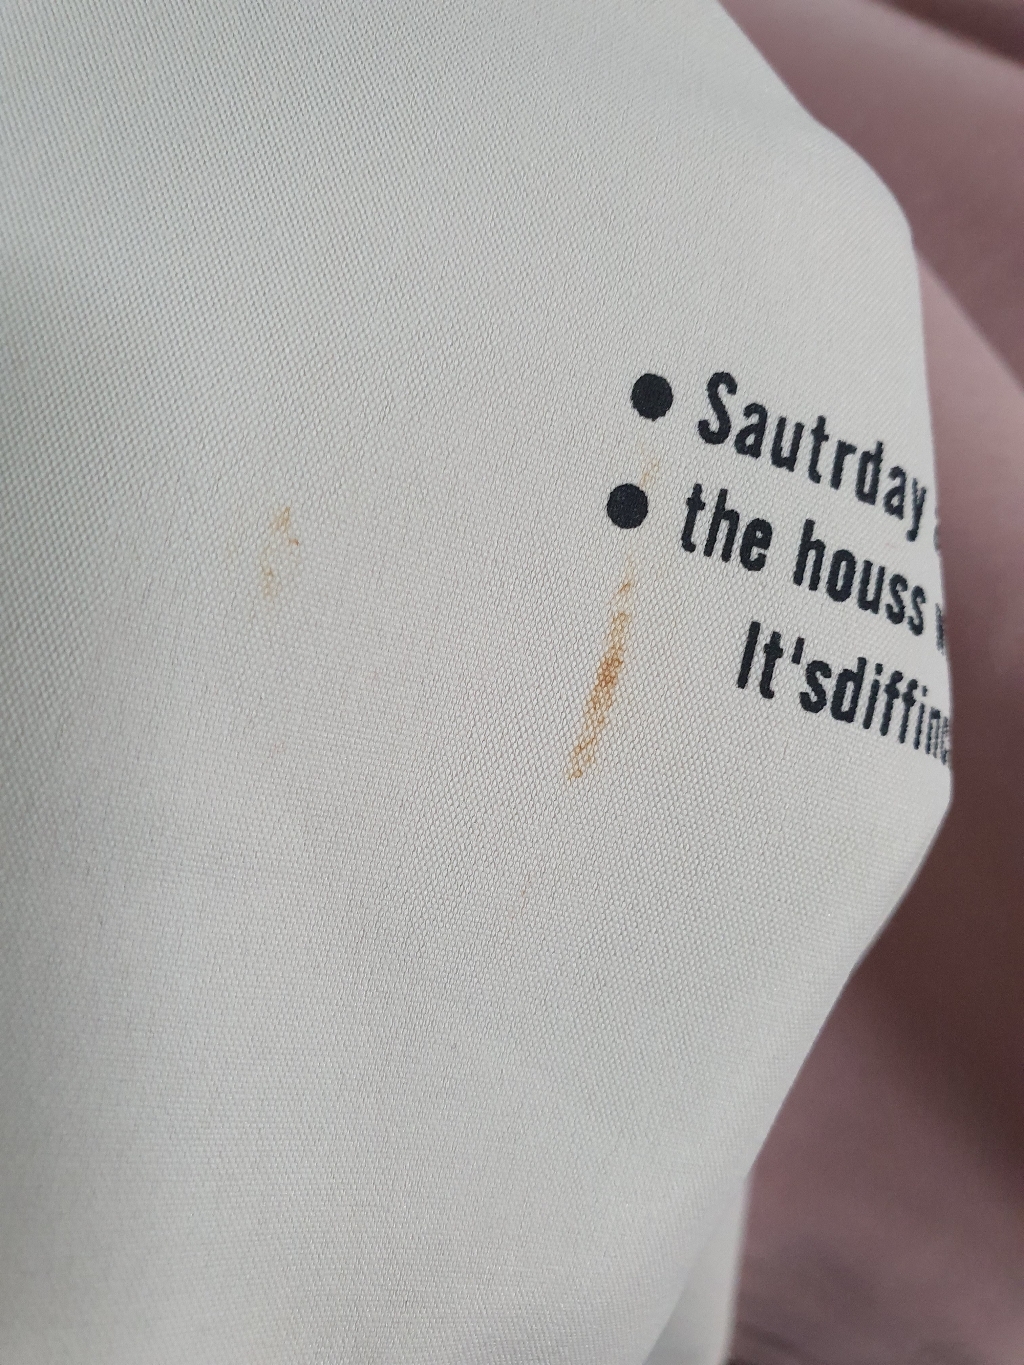 • Sautrday
• the houss
It'sdiffin